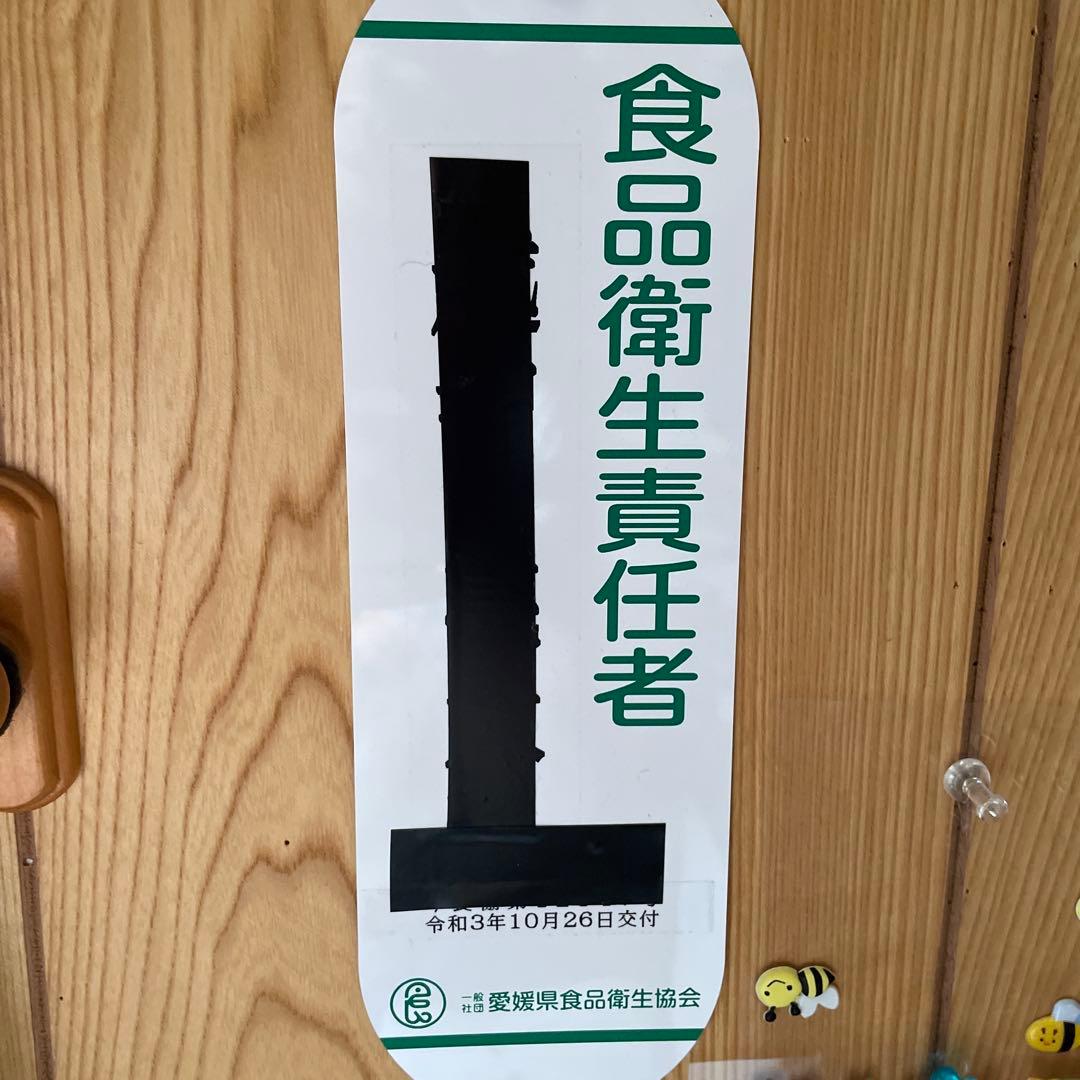 食品衛生責任者
令和3年10月26日交付
一般社団 愛媛県食品衛生協会